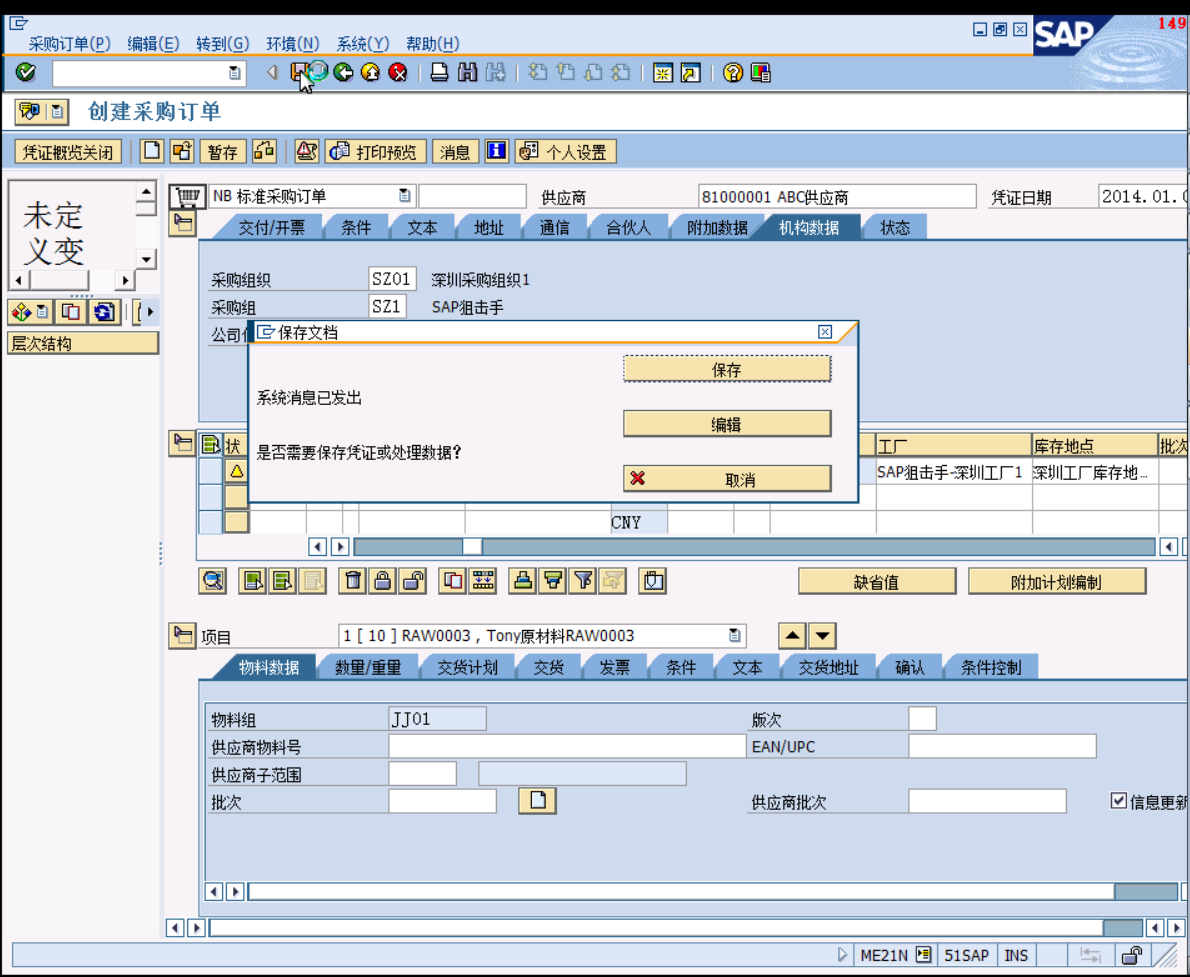 149
采购订单(P) 编辑(E) 转到(G) 环境(N) 系统(Y) 帮助(H)
SAP
创建采购订单
凭证概览关闭 暂存 打印预览 消息 个人设置
未定
义变
NB 标准采购订单 供应商 81000001 ABC供应商 凭证日期 2014.01.0
交付/开票 条件 文本 地址 通信 合伙人 附加数据 机构数据 状态
采购组织 SZ01 深圳采购组织1
采购组 SZ1 SAP狙击手
层次结构
公司
保存文档
保存
系统消息已发出
编辑
是否需要保存凭证或处理数据?
取消
状 工厂 库存地点 批次
SAP狙击手-深圳工厂1 深圳工厂库存地...
CNY
缺省值 附加计划编制
项目 1 [ 10 ] RAW0003 , Tony原材料RAW0003
物料数据 数量/重量 交货计划 交货 发票 条件 文本 交货地址 确认 条件控制
物料组 JJ01 版次
供应商物料号 EAN/UPC
供应商子范围
批次 供应商批次 信息更新
ME21N 51SAP INS